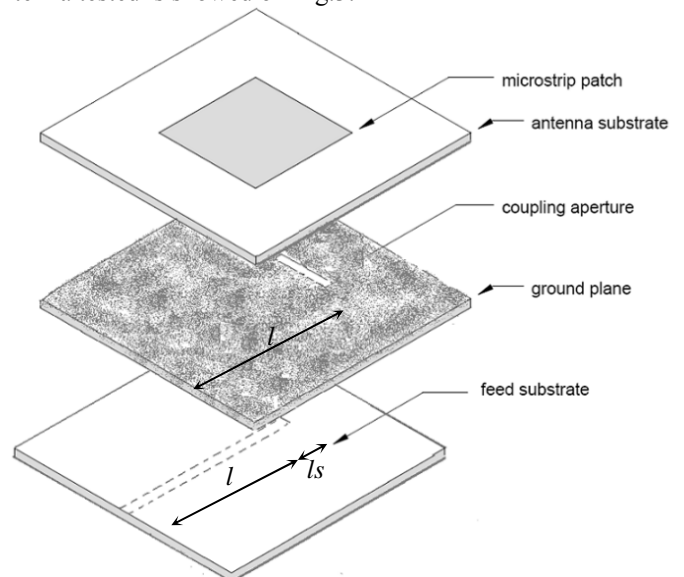 microstrip patch
antenna substrate
coupling aperture
ground plane
l
feed substrate
l
ls